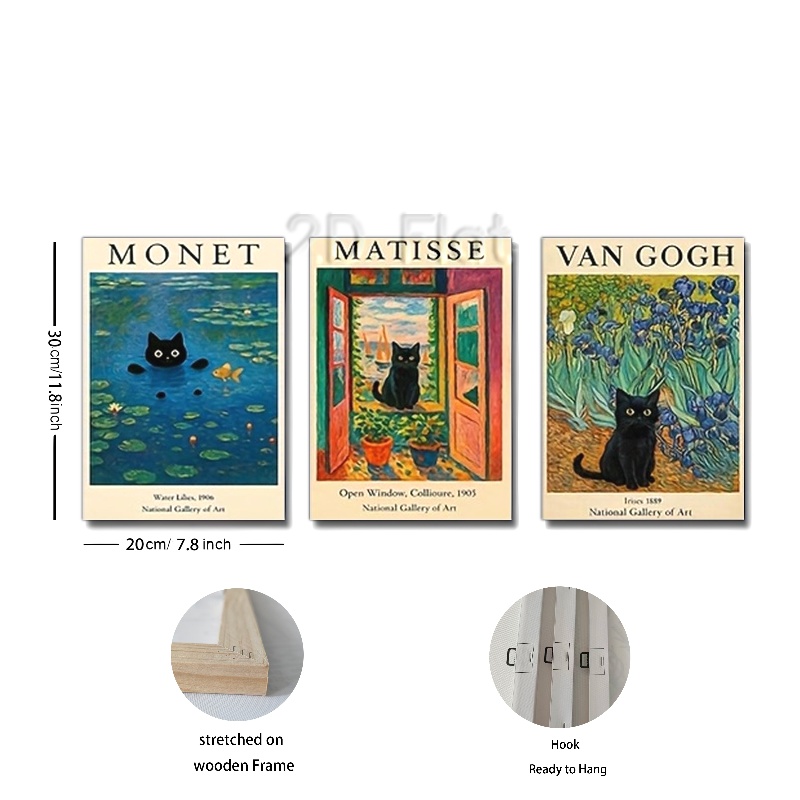 2D Flat
MONET
MATISSE
VAN GOGH
30cm/11.8inch
Water Lilies, 1906
National Gallery of Art
Open Window, Collioure, 1905
National Gallery of Art
Irises 1889
National Gallery of Art
20cm/ 7.8 inch
stretched on
wooden Frame
Hook
Ready to Hang